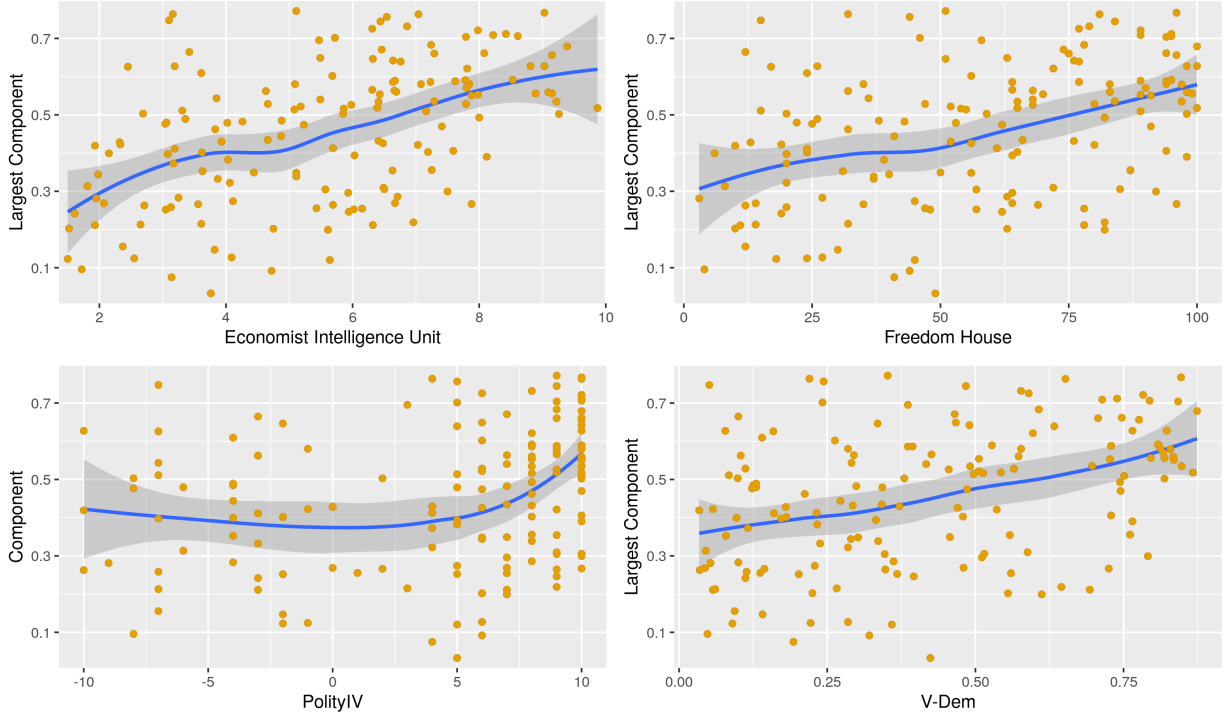 Largest Component
0.7
0.5
0.3
0.1
2 4 6 8 10
Economist Intelligence Unit
Largest Component
0.7
0.5
0.3
0.1
0 25 50 75 100
Freedom House
Component
0.7
0.5
0.3
0.1
-10 -5 0 5 10
PolityIV
Largest Component
0.7
0.5
0.3
0.1
0.00 0.25 0.50 0.75
V-Dem